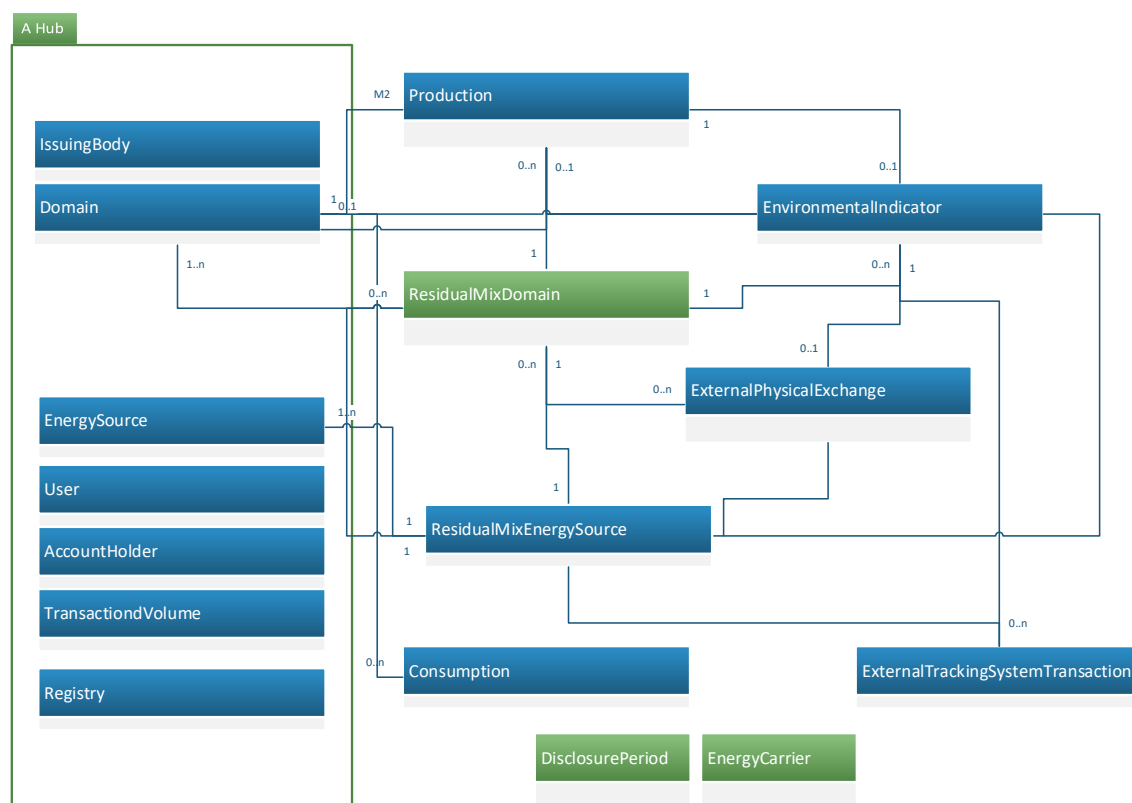 A Hub
M2
Production
1
IssuingBody
0..n
0..1
0..1
Domain
1
0..1
EnvironmentalIndicator
1..n
1
0..n
1
0..n
ResidualMixDomain
1
0..n
1
0..1
0..n
ExternalPhysicalExchange
EnergySource
1..n
User
1
1
ResidualMixEnergySource
AccountHolder
1
TransactiondVolume
0..n
0..n
Consumption
ExternalTrackingSystemTransaction
Registry
DisclosurePeriod
EnergyCarrier